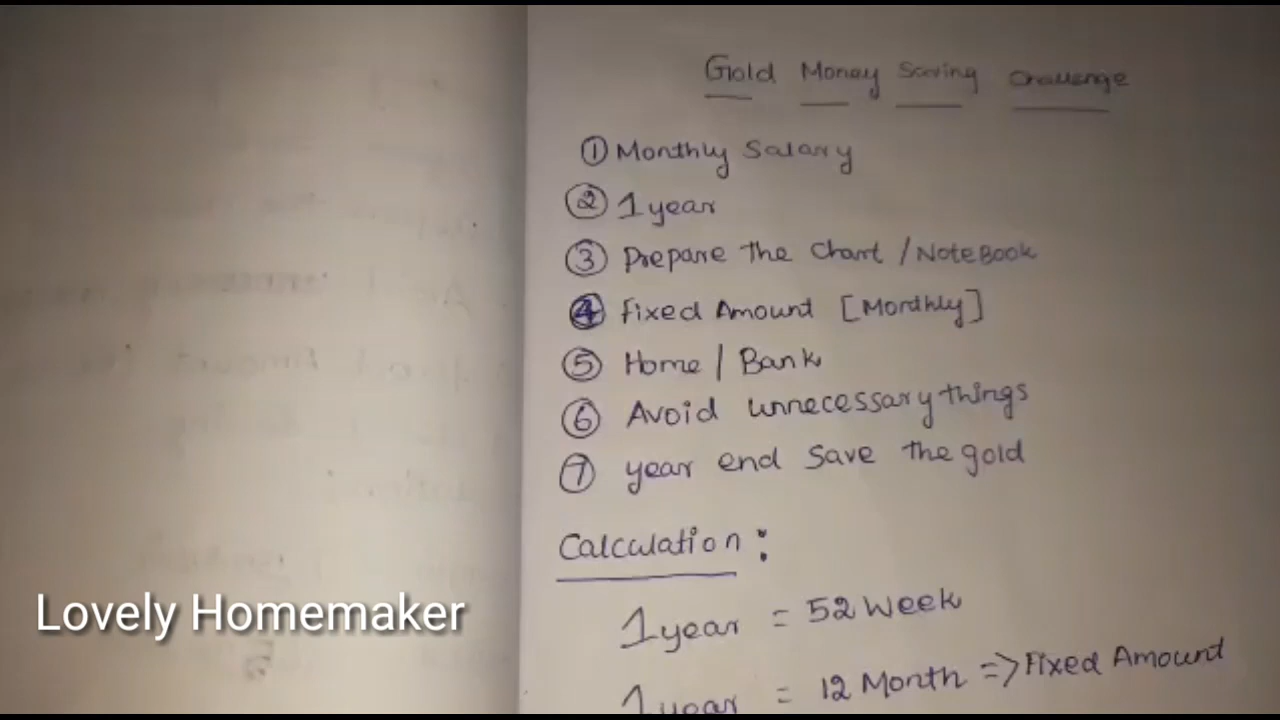 Gold Money Saving Challenge
① Monthly Salary
② 1 year
③ Prepare the Chart / NoteBook
④ Fixed Amount [Monthly]
⑤ Home / Bank
⑥ Avoid unnecessary things
⑦ year end Save the gold
Calculation :
1 year = 52 Week
1 year = 12 Month => Fixed Amount
Lovely Homemaker